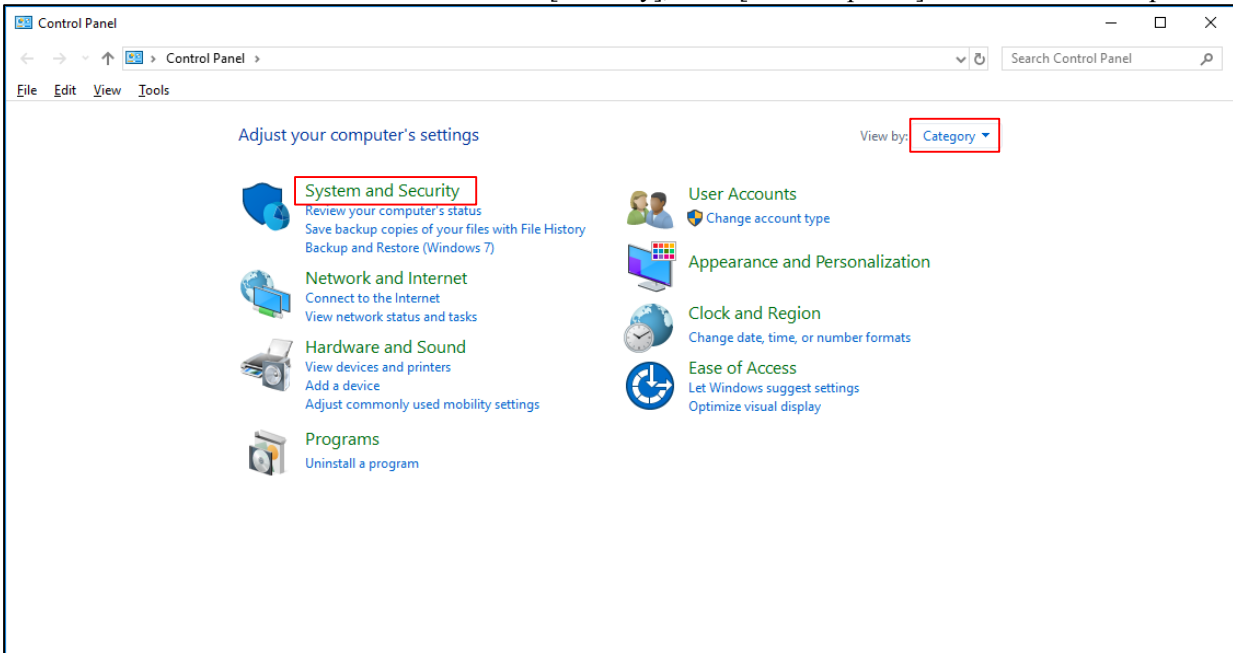 Control Panel
Control Panel
Search Control Panel
File Edit View Tools
Adjust your computer's settings
View by: Category
System and Security
Review your computer's status
Save backup copies of your files with File History
Backup and Restore (Windows 7)
Network and Internet
Connect to the Internet
View network status and tasks
Hardware and Sound
View devices and printers
Add a device
Adjust commonly used mobility settings
Programs
Uninstall a program
User Accounts
Change account type
Appearance and Personalization
Clock and Region
Change date, time, or number formats
Ease of Access
Let Windows suggest settings
Optimize visual display